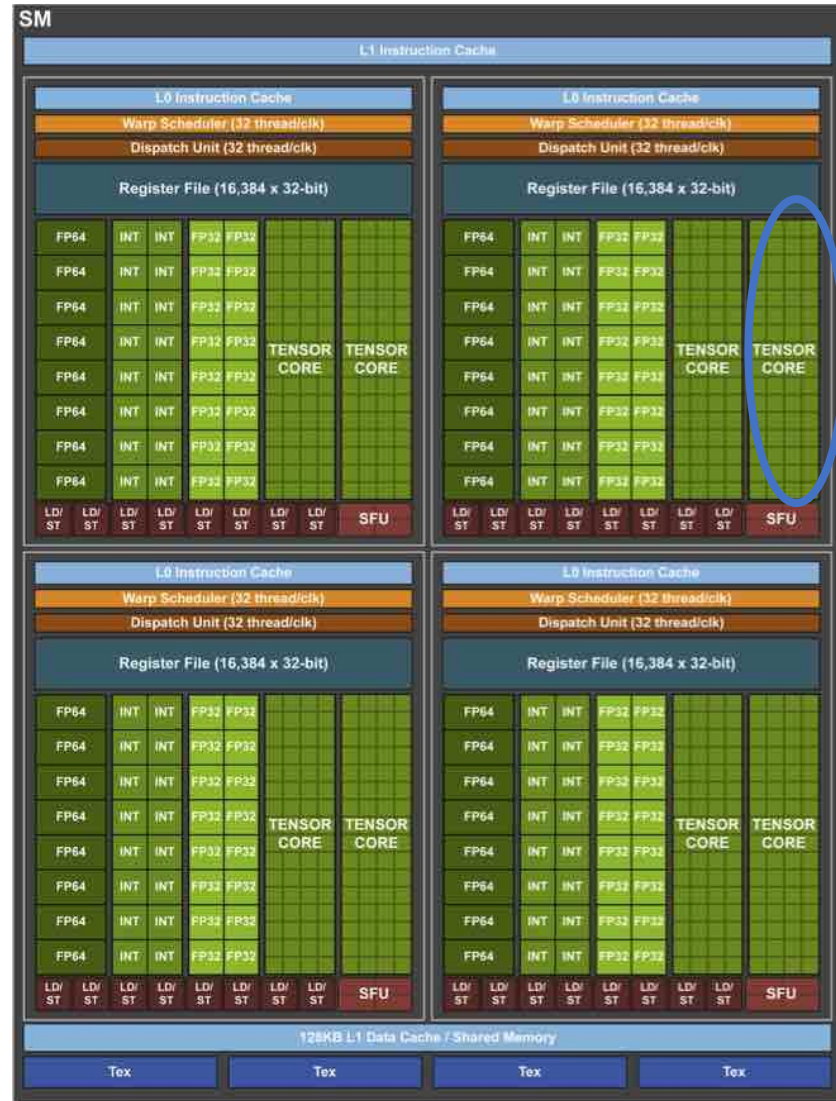 SM
L1 Instruction Cache
L0 Instruction Cache
Warp Scheduler (32 thread/clk)
Dispatch Unit (32 thread/clk)
Register File (16,384 x 32-bit)
FP64 INT INT FP32 FP32
FP64 INT INT FP32 FP32
FP64 INT INT FP32 FP32
FP64 INT INT FP32 FP32 TENSOR CORE TENSOR CORE
FP64 INT INT FP32 FP32
FP64 INT INT FP32 FP32
FP64 INT INT FP32 FP32
FP64 INT INT FP32 FP32
LD/ST LD/ST LD/ST LD/ST LD/ST LD/ST LD/ST LD/ST SFU
L0 Instruction Cache
Warp Scheduler (32 thread/clk)
Dispatch Unit (32 thread/clk)
Register File (16,384 x 32-bit)
FP64 INT INT FP32 FP32
FP64 INT INT FP32 FP32
FP64 INT INT FP32 FP32
FP64 INT INT FP32 FP32 TENSOR CORE TENSOR CORE
FP64 INT INT FP32 FP32
FP64 INT INT FP32 FP32
FP64 INT INT FP32 FP32
FP64 INT INT FP32 FP32
LD/ST LD/ST LD/ST LD/ST LD/ST LD/ST LD/ST LD/ST SFU
L0 Instruction Cache
Warp Scheduler (32 thread/clk)
Dispatch Unit (32 thread/clk)
Register File (16,384 x 32-bit)
FP64 INT INT FP32 FP32
FP64 INT INT FP32 FP32
FP64 INT INT FP32 FP32
FP64 INT INT FP32 FP32 TENSOR CORE TENSOR CORE
FP64 INT INT FP32 FP32
FP64 INT INT FP32 FP32
FP64 INT INT FP32 FP32
FP64 INT INT FP32 FP32
LD/ST LD/ST LD/ST LD/ST LD/ST LD/ST LD/ST LD/ST SFU
L0 Instruction Cache
Warp Scheduler (32 thread/clk)
Dispatch Unit (32 thread/clk)
Register File (16,384 x 32-bit)
FP64 INT INT FP32 FP32
FP64 INT INT FP32 FP32
FP64 INT INT FP32 FP32
FP64 INT INT FP32 FP32 TENSOR CORE TENSOR CORE
FP64 INT INT FP32 FP32
FP64 INT INT FP32 FP32
FP64 INT INT FP32 FP32
FP64 INT INT FP32 FP32
LD/ST LD/ST LD/ST LD/ST LD/ST LD/ST LD/ST LD/ST SFU
128KB L1 Data Cache / Shared Memory
Tex Tex Tex Tex